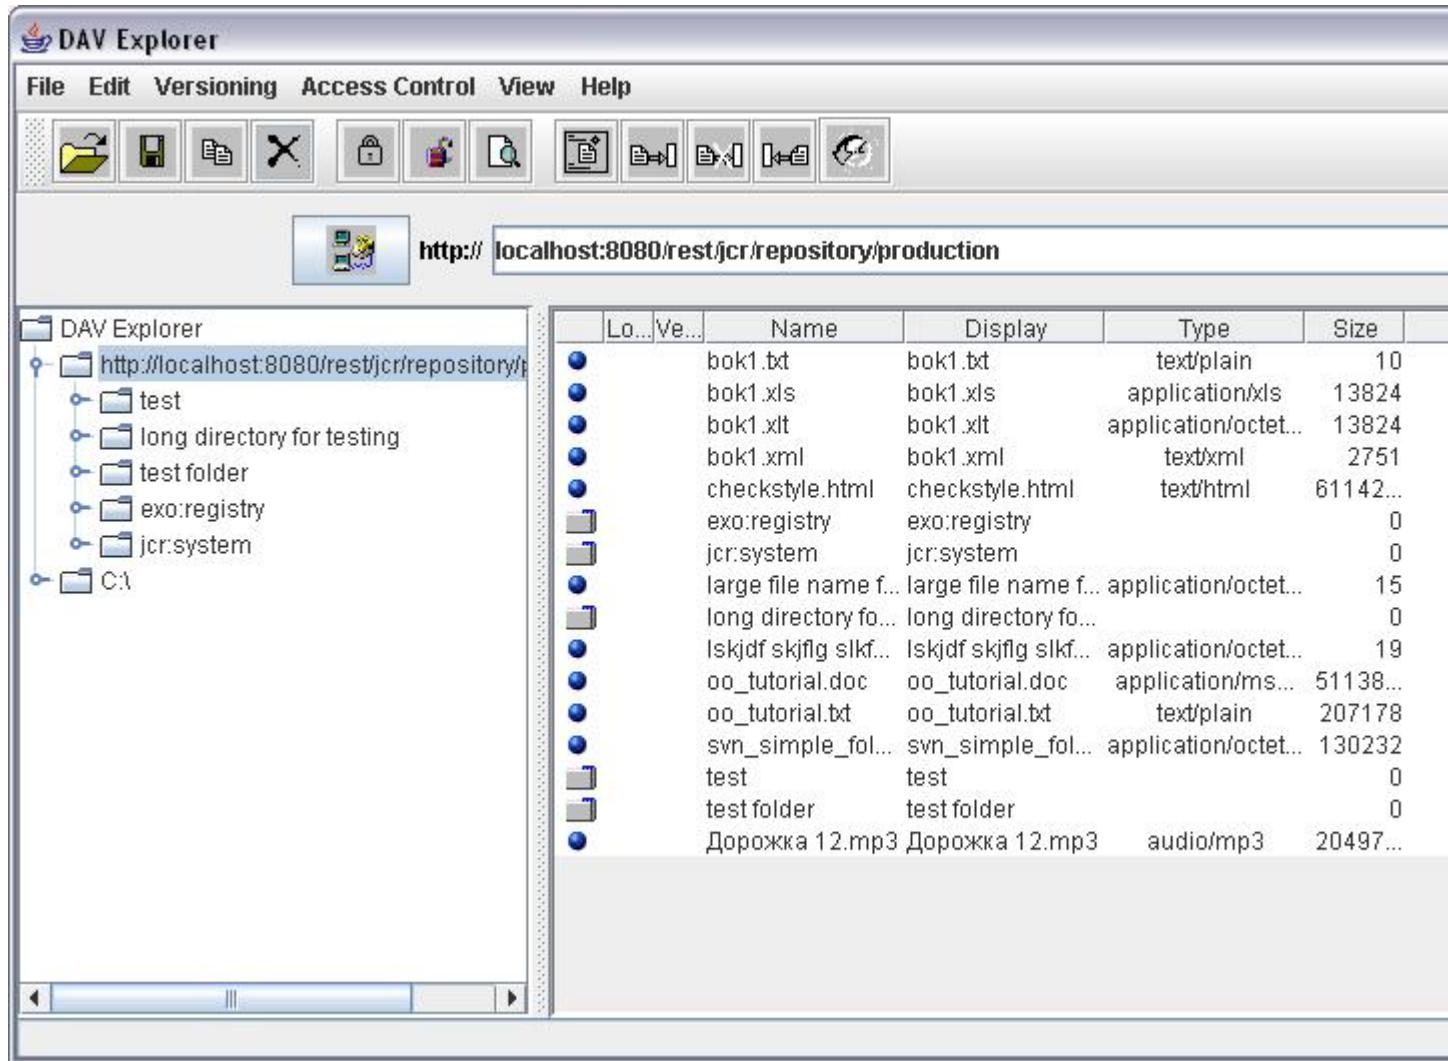 DAV Explorer
File Edit Versioning Access Control View Help
http:// localhost:8080/rest/jcr/repository/production
DAV Explorer
http://localhost:8080/rest/jcr/repository/p
test
long directory for testing
test folder
exo:registry
jcr:system
C:\
Lo... Ve... Name Display Type Size
bok1.txt bok1.txt text/plain 10
bok1.xls bok1.xls application/xls 13824
bok1.xlt bok1.xlt application/octet... 13824
bok1.xml bok1.xml text/xml 2751
checkstyle.html checkstyle.html text/html 61142...
exo:registry exo:registry 0
jcr:system jcr:system 0
large file name f... large file name f... application/octet... 15
long directory fo... long directory fo... 0
lskjdf skjflg slkf... lskjdf skjflg slkf... application/octet... 19
oo_tutorial.doc oo_tutorial.doc application/ms... 51138...
oo_tutorial.txt oo_tutorial.txt text/plain 207178
svn_simple_fol... svn_simple_fol... application/octet... 130232
test test 0
test folder test folder 0
Дорожка 12.mp3 Дорожка 12.mp3 audio/mp3 20497...